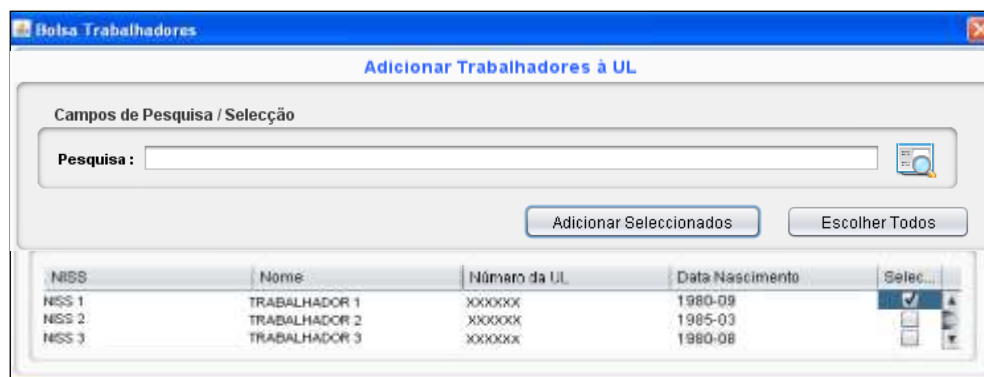 Bolsa Trabalhadores
Adicionar Trabalhadores à UL
Campos de Pesquisa / Selecção
Pesquisa :
Adicionar Seleccionados Escolher Todos
NISS Nome Número da UL Data Nascimento Selec...
NISS 1 TRABALHADOR 1 XXXXXX 1980-09
NISS 2 TRABALHADOR 2 XXXXXX 1985-03
NISS 3 TRABALHADOR 3 XXXXXX 1980-08